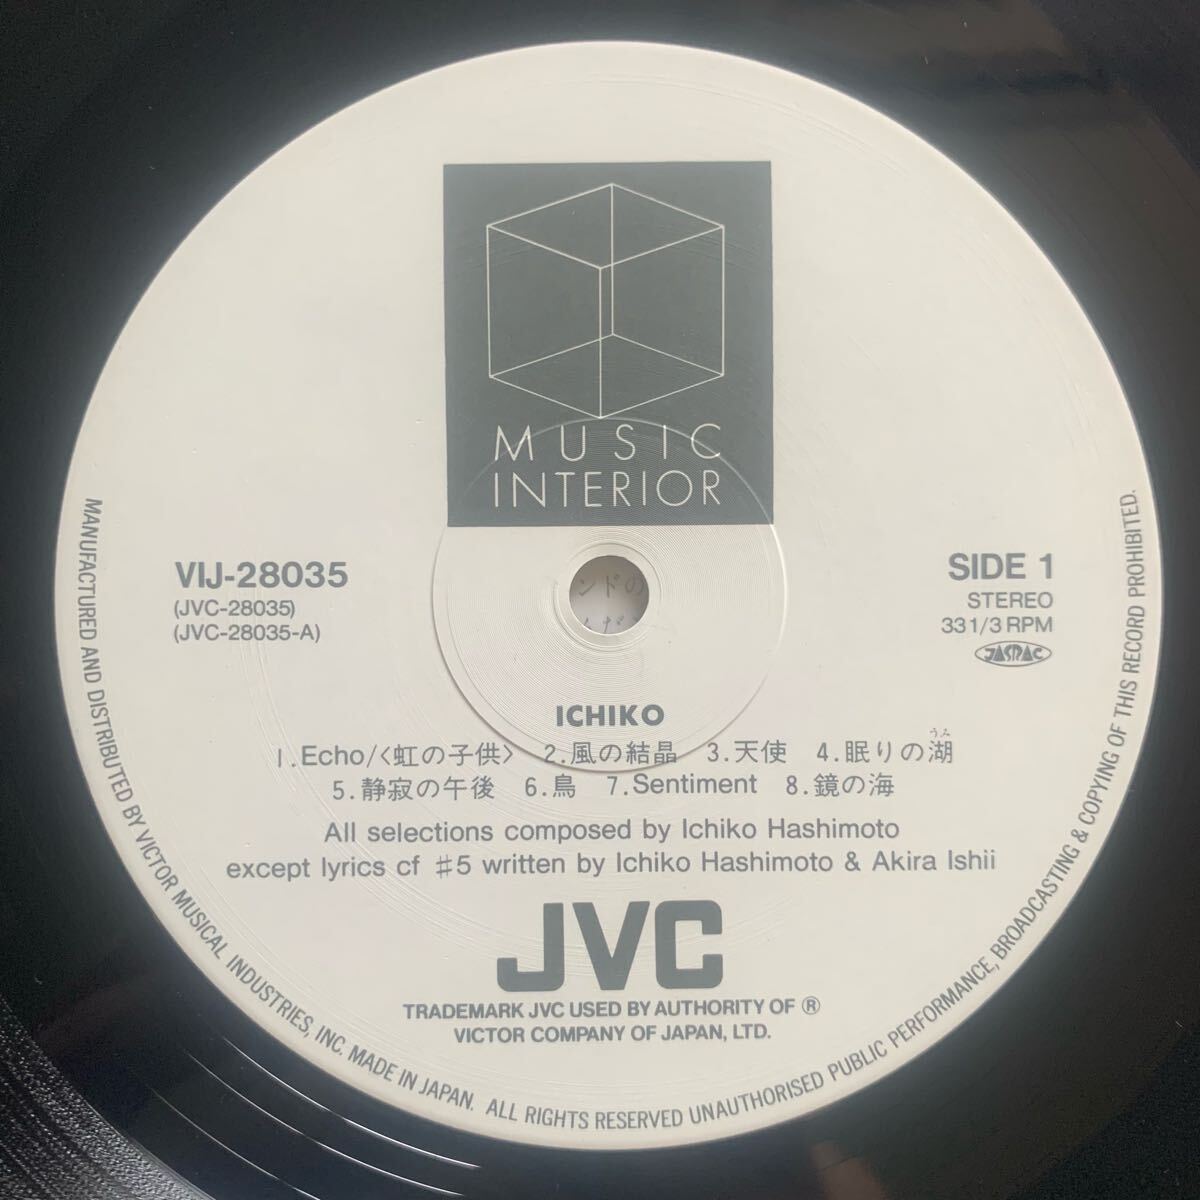 MUSIC
INTERIOR
VIJ-28035
(JVC-28035)
(JVC-28035-A)
SIDE 1
STEREO
33 1/3 RPM
JASRAC
ンドの
ICHIKO
1.Echo/〈虹の子供〉 2.風の結晶 3.天使 4.眠りの湖
うみ
5.静寂の午後 6.鳥 7.Sentiment 8.鏡の海
All selections composed by Ichiko Hashimoto
except lyrics cf #5 written by Ichiko Hashimoto & Akira Ishii
JVC
TRADEMARK JVC USED BY AUTHORITY OF ®
VICTOR COMPANY OF JAPAN, LTD.
MANUFACTURED AND DISTRIBUTED BY VICTOR MUSICAL INDUSTRIES, INC. MADE IN JAPAN. ALL RIGHTS RESERVED UNAUTHORISED PUBLIC PERFORMANCE, BROADCASTING & COPYING OF THIS RECORD PROHIBITED.